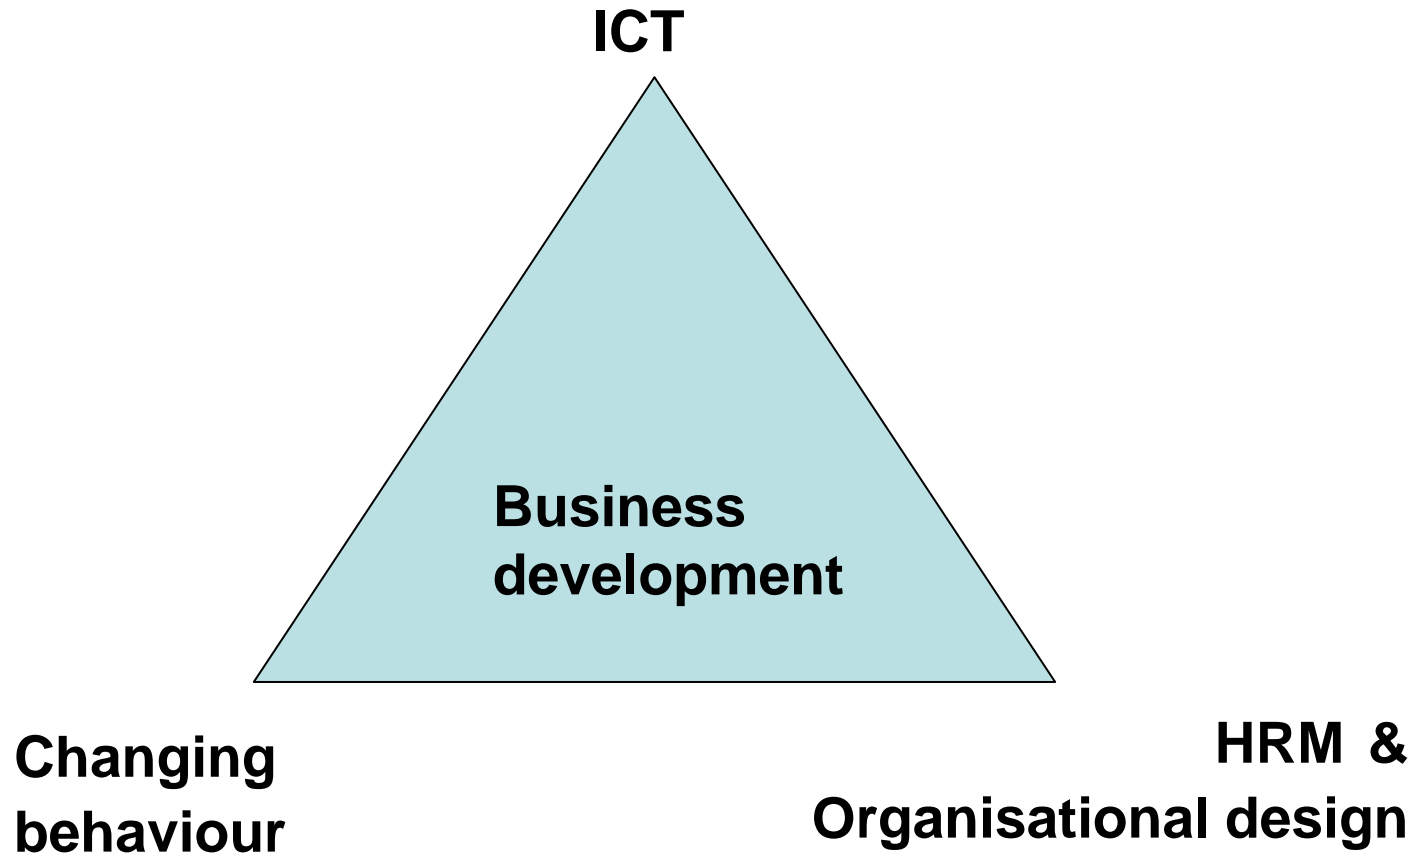 ICT
Business
development
Changing
behaviour
HRM &
Organisational design